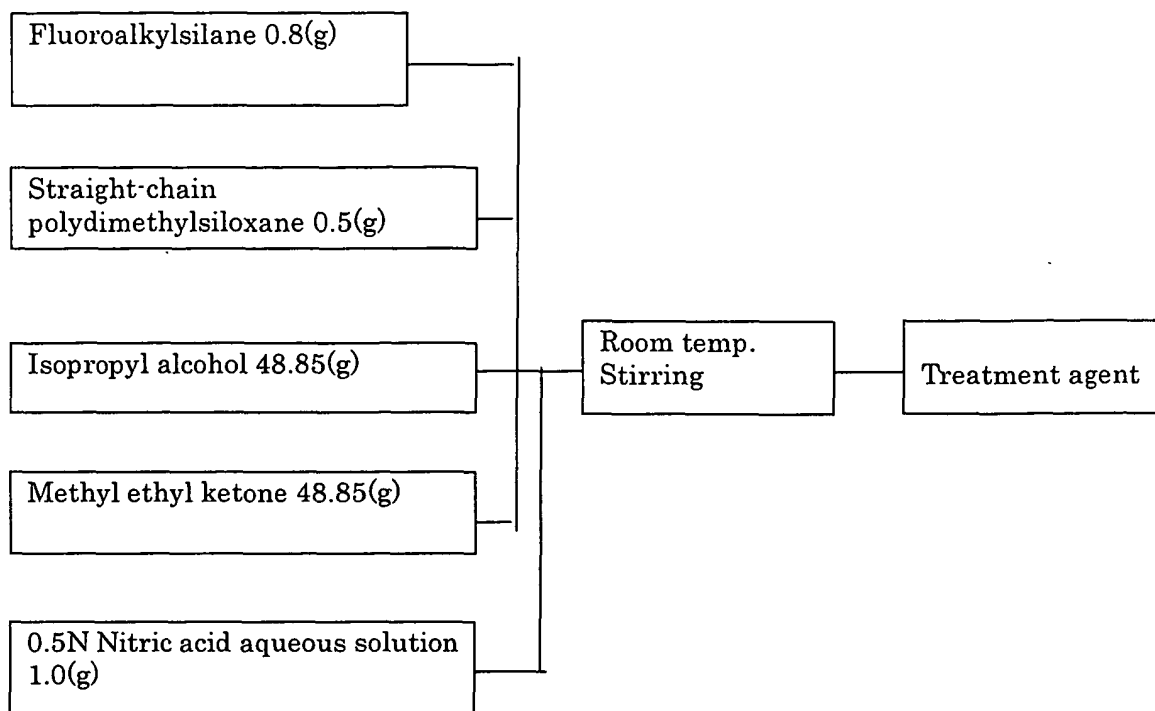 Fluoroalkylsilane 0.8(g)
Straight-chain
polydimethylsiloxane 0.5(g)
Isopropyl alcohol 48.85(g)
Methyl ethyl ketone 48.85(g)
0.5N Nitric acid aqueous solution
1.0(g)
Room temp.
Stirring
Treatment agent